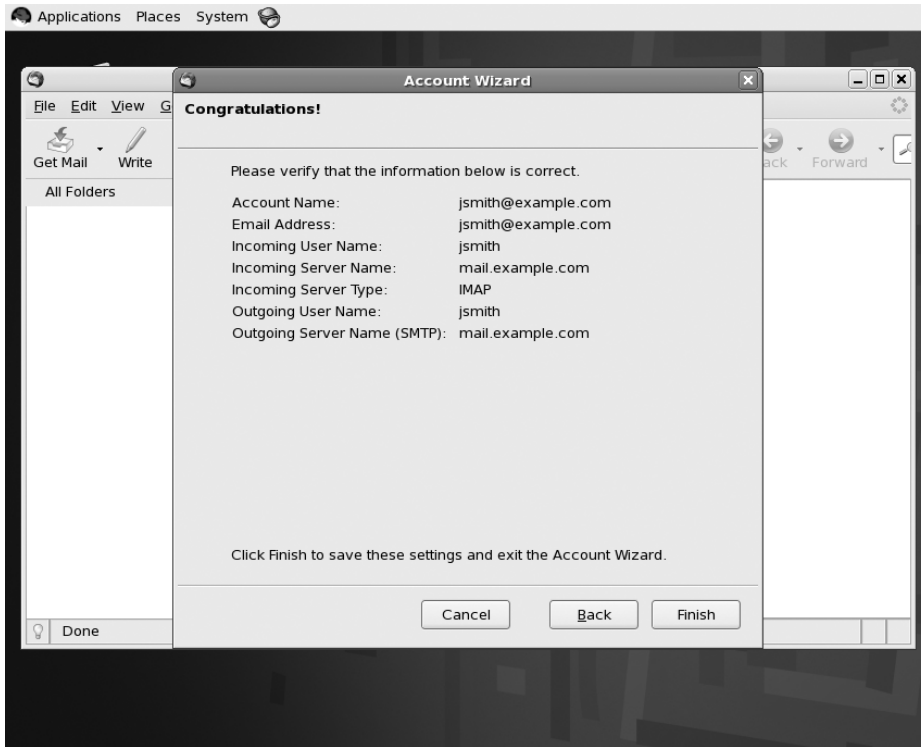 Applications Places System
Account Wizard
File Edit View G
Congratulations!
Get Mail Write
ack Forward
All Folders
Please verify that the information below is correct.
Account Name: jsmith@example.com
Email Address: jsmith@example.com
Incoming User Name: jsmith
Incoming Server Name: mail.example.com
Incoming Server Type: IMAP
Outgoing User Name: jsmith
Outgoing Server Name (SMTP): mail.example.com
Click Finish to save these settings and exit the Account Wizard.
Cancel Back Finish
Done